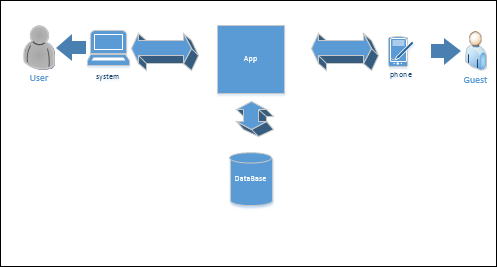 App
system
phone
User
Guest
DataBase